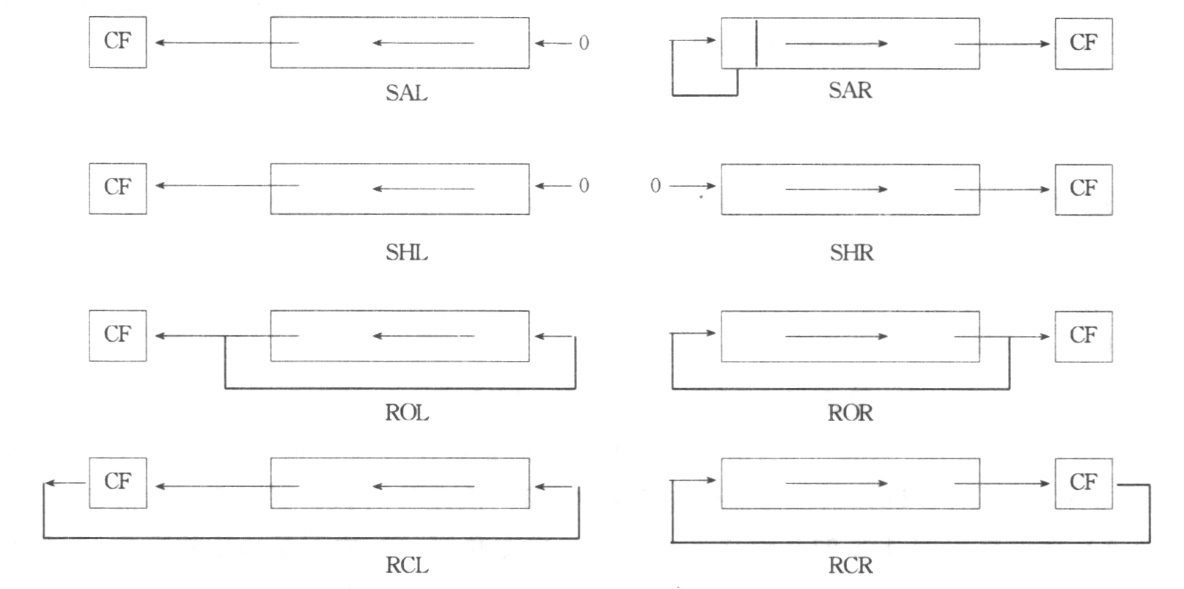 CF 0 CF
SAL SAR
CF 0 0 CF
SHL SHR
CF CF
ROL ROR
CF CF
RCL RCR